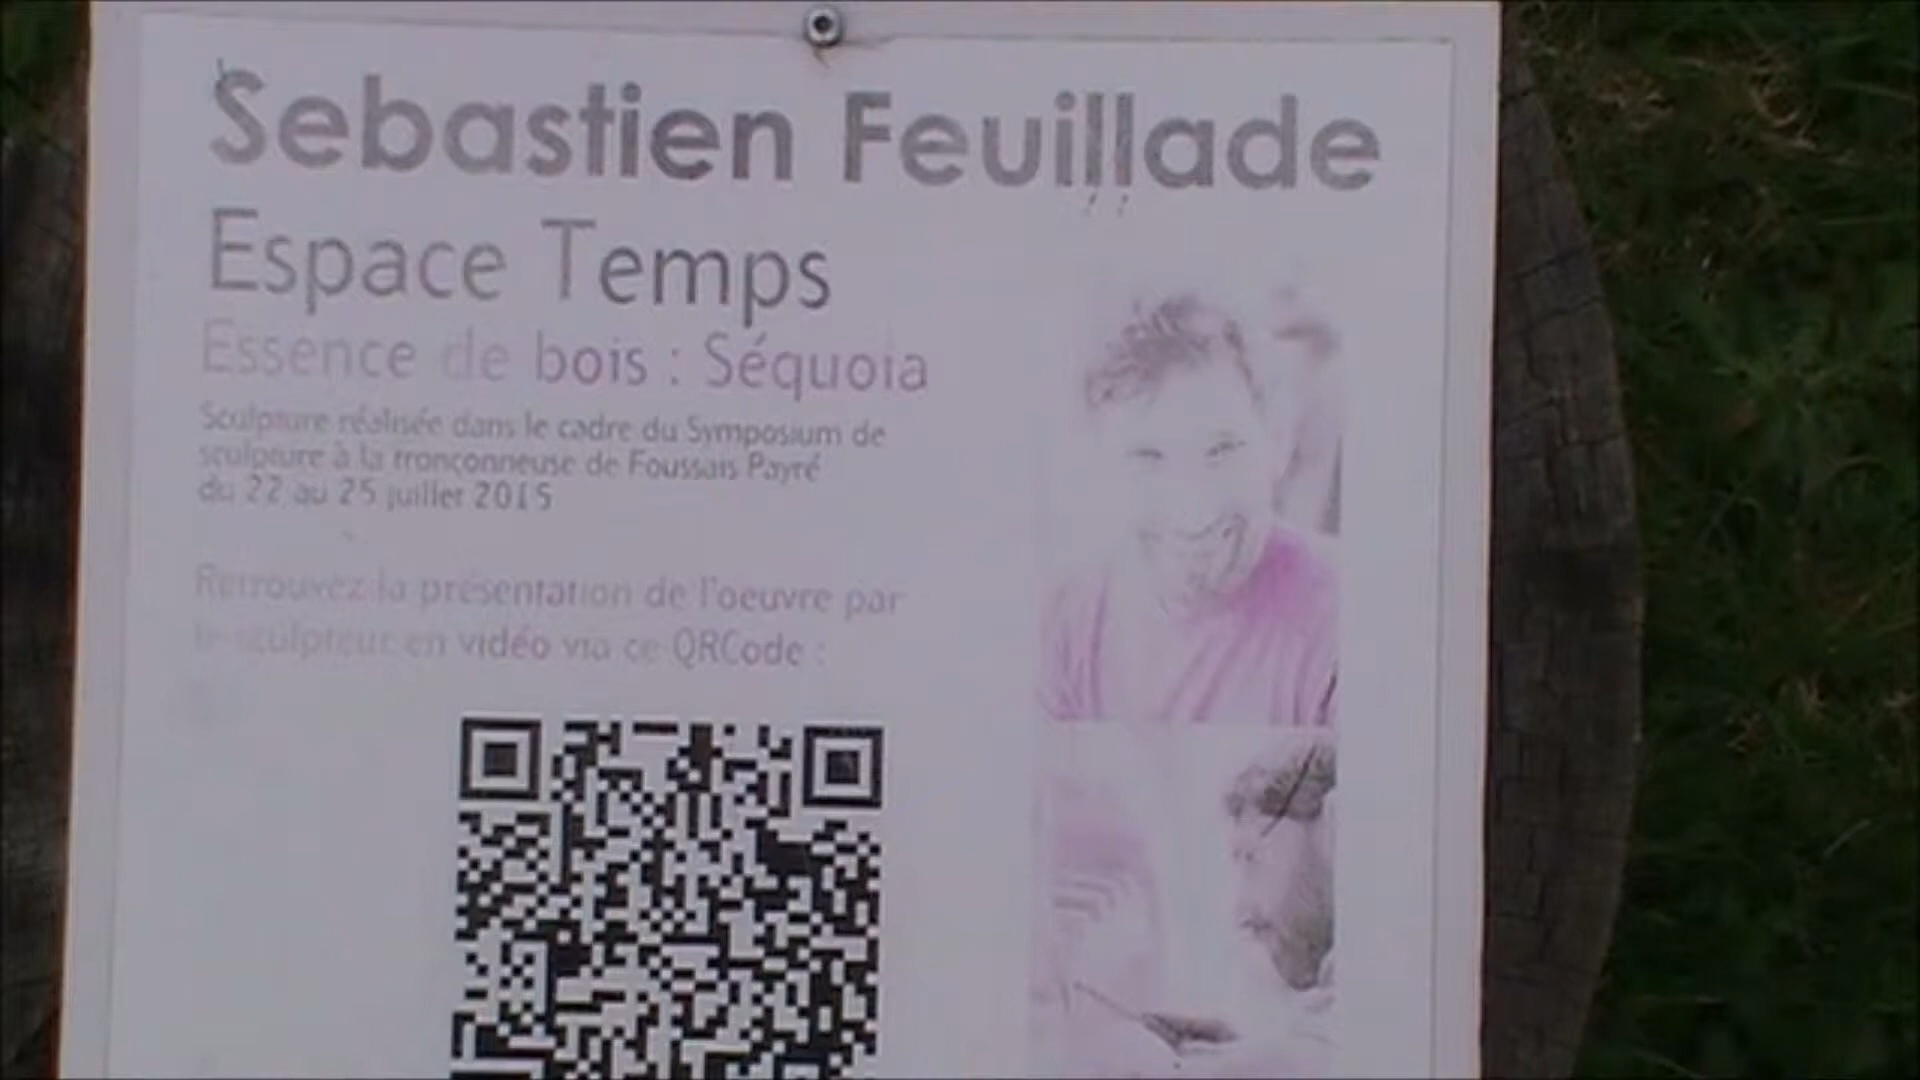 Sebastien Feuillade
Espace Temps
Essence de bois : Séquoia
Sculpture réalisée dans le cadre du Symposium de
sculpture à la tronçonneuse de Foussais Payré
du 22 au 25 juillet 2015
Retrouvez la présentation de l'oeuvre par
le sculpteur en vidéo via ce QRCode :